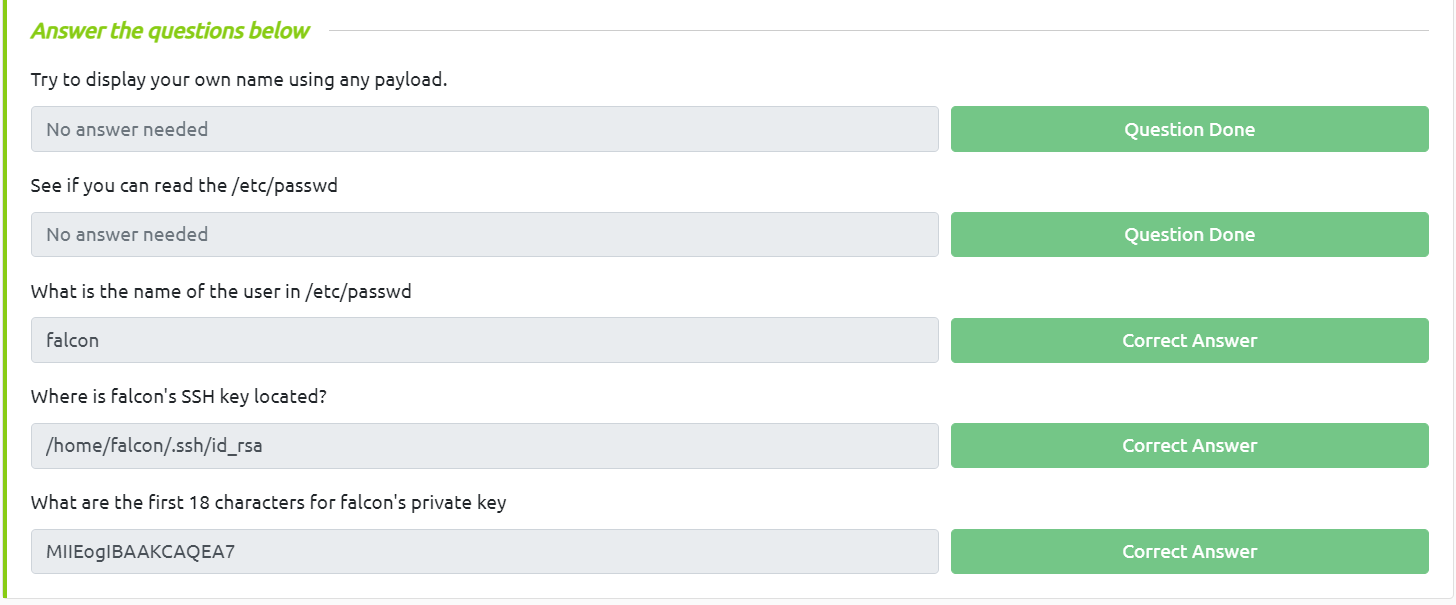 Answer the questions below
Try to display your own name using any payload.
No answer needed
Question Done
See if you can read the /etc/passwd
No answer needed
Question Done
What is the name of the user in /etc/passwd
falcon
Correct Answer
Where is falcon's SSH key located?
/home/falcon/.ssh/id_rsa
Correct Answer
What are the first 18 characters for falcon's private key
MIIEogIBAAKCAQEA7
Correct Answer